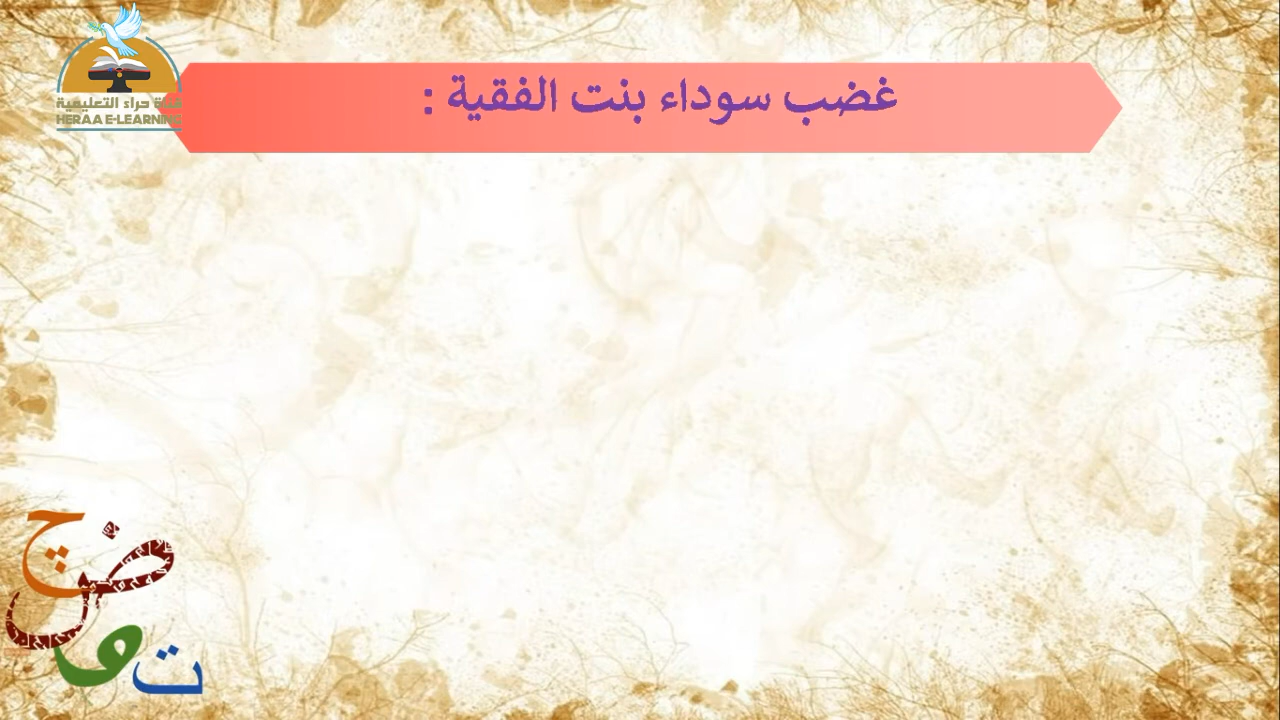 غضب سوداء بنت الفقية :
قناة حراء التعليمية
HERAA E-LEARNING
ج
ض
و
ت